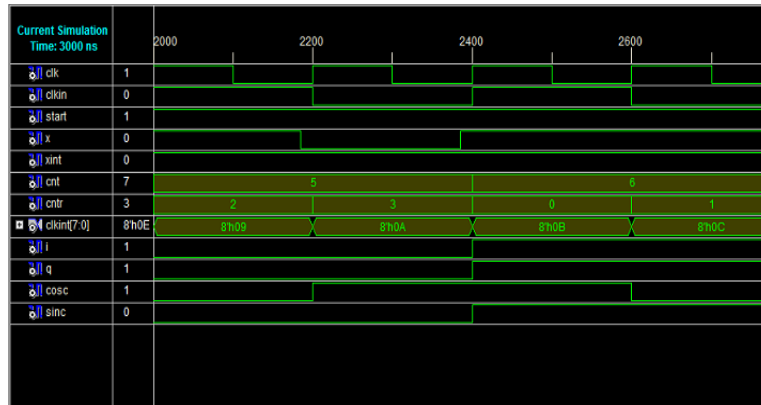 Current Simulation
Time: 3000 ns
2000 2200 2400 2600
clk 1
clkin 0
start 1
x 0
xint 0
cnt 7 5 6
cntr 3 2 3 0 1
clkint[7:0] 8'h0E 8'h09 8'h0A 8'h0B 8'h0C
i 1
q 1
cosc 1
sinc 0